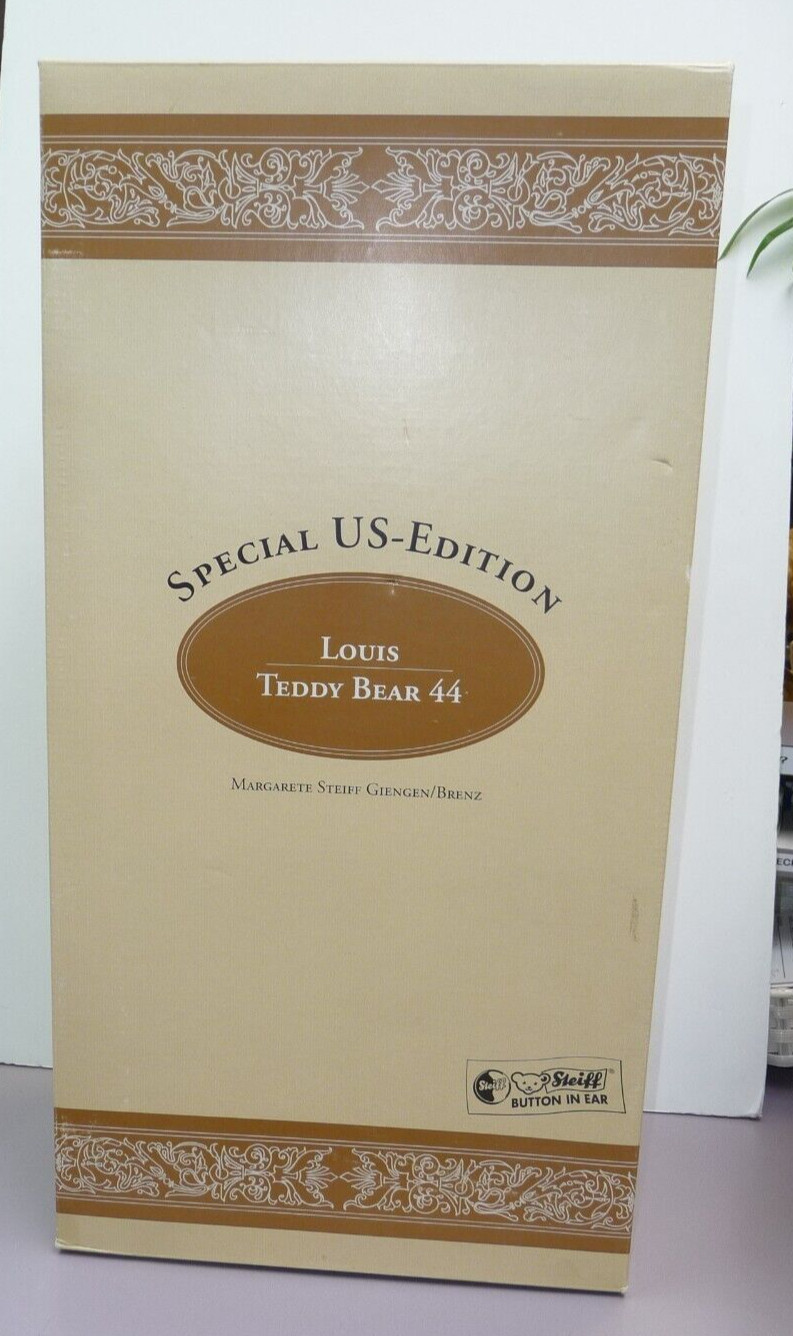 Special US-Edition
Louis
Teddy Bear 44
Margarete Steiff Giengen/Brenz
Steiff
Steiff®
BUTTON IN EAR